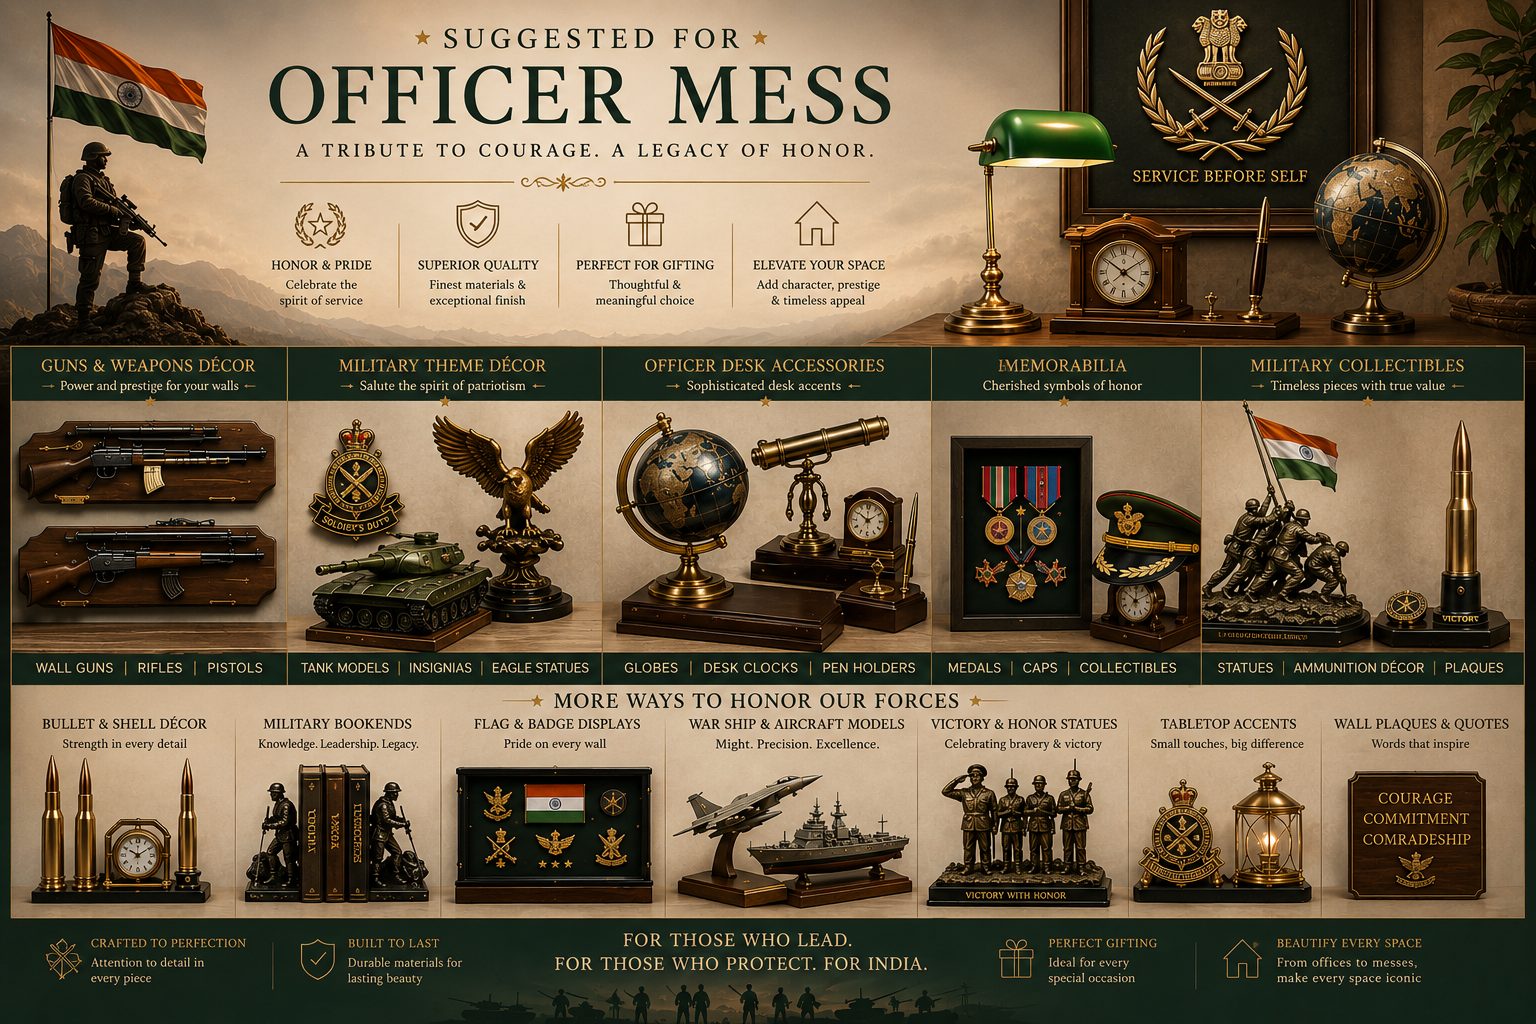 SUGGESTED FOR
OFFICER MESS
A TRIBUTE TO COURAGE. A LEGACY OF HONOR.
HONOR & PRIDE
Celebrate the
spirit of service
SUPERIOR QUALITY
Finest materials &
exceptional finish
PERFECT FOR GIFTING
Thoughtful &
meaningful choice
ELEVATE YOUR SPACE
Add character, prestige
& timeless appeal
SERVICE BEFORE SELF
GUNS & WEAPONS DÉCOR
Power and prestige for your walls
WALL GUNS | RIFLES | PISTOLS
MILITARY THEME DÉCOR
Salute the spirit of patriotism
SOLDIER'S DUTD
TANK MODELS | INSIGNIAS | EAGLE STATUES
OFFICER DESK ACCESSORIES
Sophisticated desk accents
GLOBES | DESK CLOCKS | PEN HOLDERS
MEMORABILIA
Cherished symbols of honor
MEDALS | CAPS | COLLECTIBLES
MILITARY COLLECTIBLES
Timeless pieces with true value
VICTORY
STATUES | AMMUNITION DÉCOR | PLAQUES
MORE WAYS TO HONOR OUR FORCES
BULLET & SHELL DÉCOR
Strength in every detail
MILITARY BOOKENDS
Knowledge. Leadership. Legacy.
FLAG & BADGE DISPLAYS
Pride on every wall
WAR SHIP & AIRCRAFT MODELS
Might. Precision. Excellence.
VICTORY & HONOR STATUES
Celebrating bravery & victory
VICTORY WITH HONOR
TABLETOP ACCENTS
Small touches, big difference
WALL PLAQUES & QUOTES
Words that inspire
COURAGE
COMMITMENT
COMRADESHIP
CRAFTED TO PERFECTION
Attention to detail in
every piece
BUILT TO LAST
Durable materials for
lasting beauty
FOR THOSE WHO LEAD.
FOR THOSE WHO PROTECT. FOR INDIA.
PERFECT GIFTING
Ideal for every
special occasion
BEAUTIFY EVERY SPACE
From offices to messes,
make every space iconic